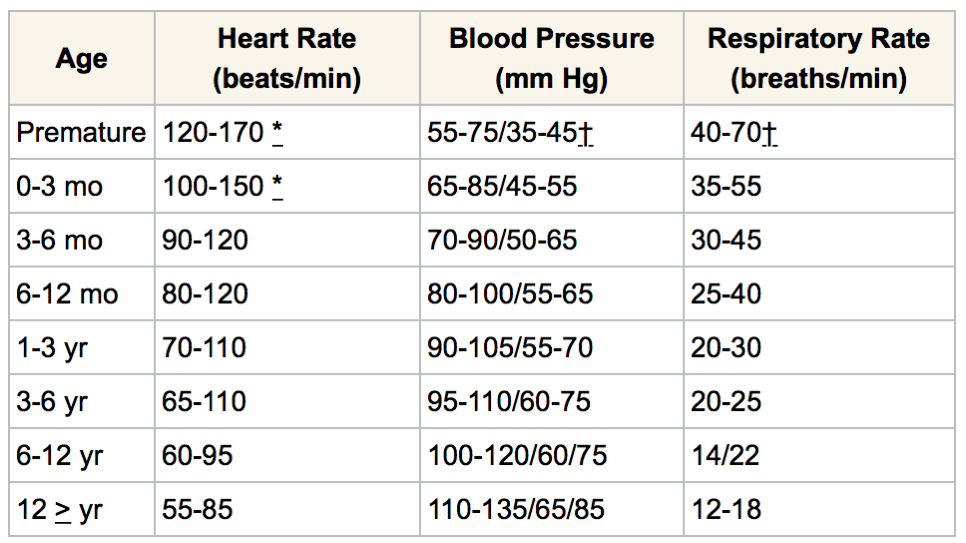 Age Heart Rate (beats/min) Blood Pressure (mm Hg) Respiratory Rate (breaths/min)
Premature 120-170 * 55-75/35-45† 40-70†
0-3 mo 100-150 * 65-85/45-55 35-55
3-6 mo 90-120 70-90/50-65 30-45
6-12 mo 80-120 80-100/55-65 25-40
1-3 yr 70-110 90-105/55-70 20-30
3-6 yr 65-110 95-110/60-75 20-25
6-12 yr 60-95 100-120/60/75 14/22
12 > yr 55-85 110-135/65/85 12-18